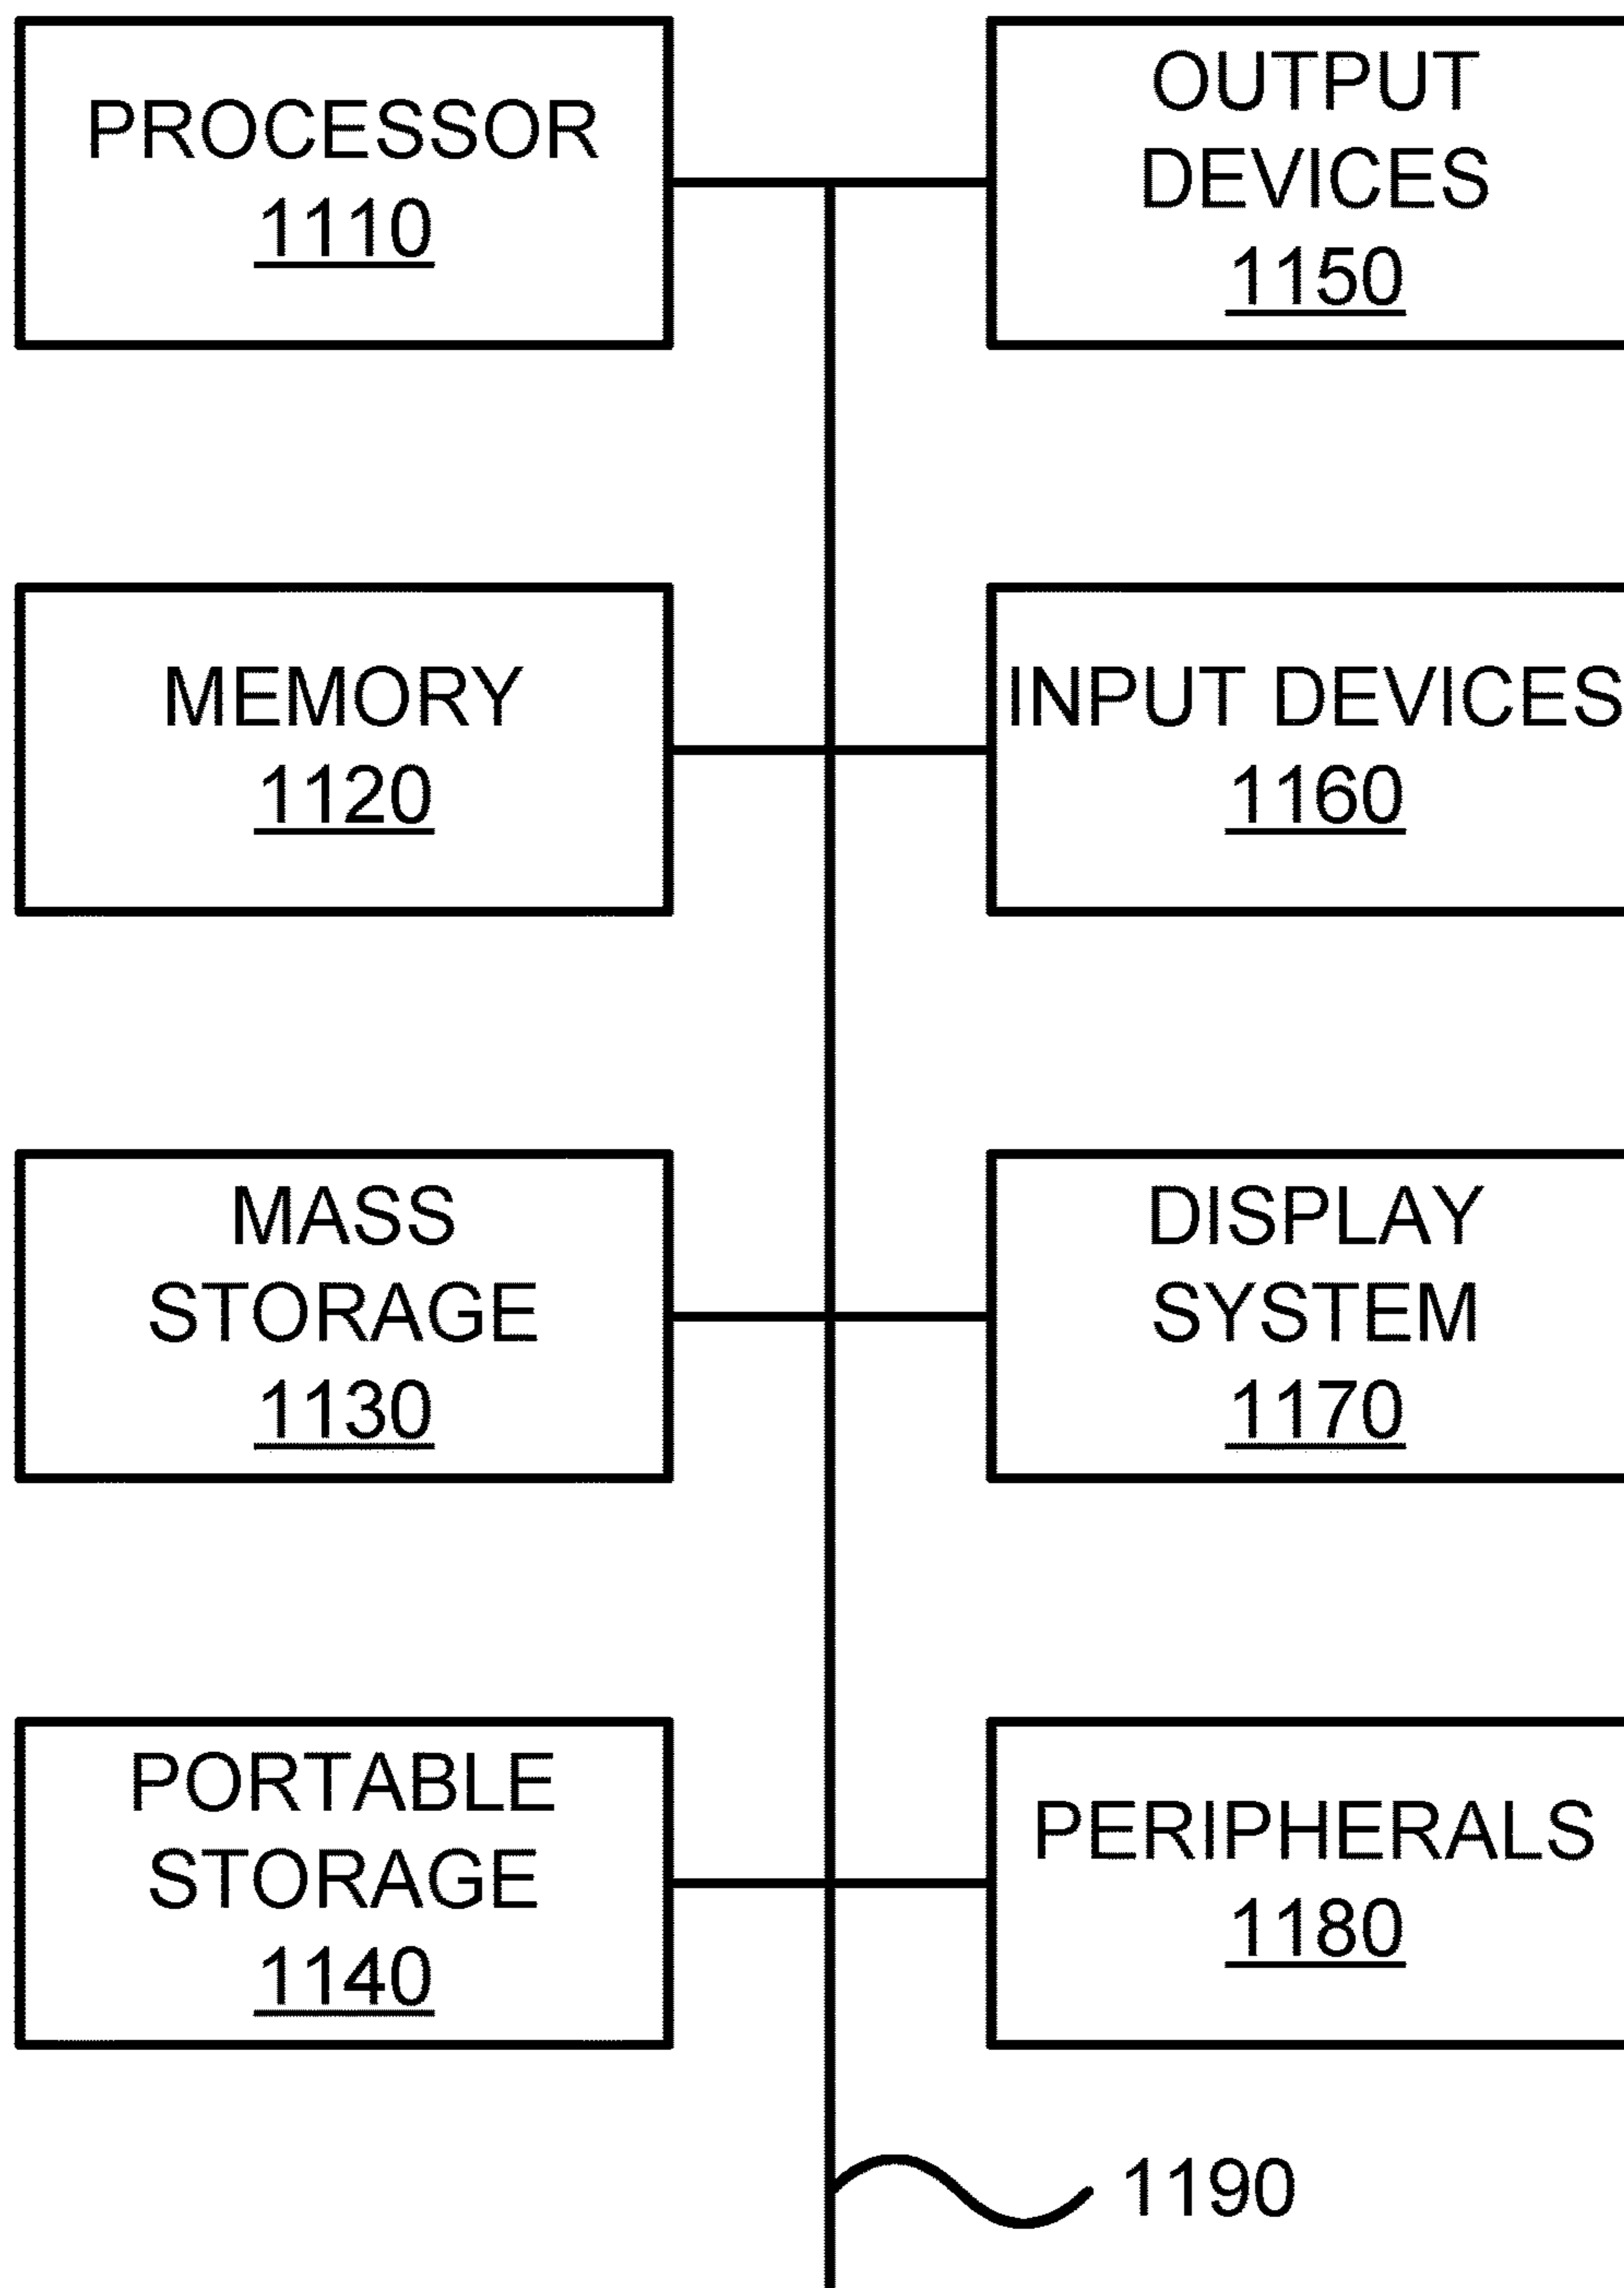 PROCESSOR
1110
OUTPUT
DEVICES
1150
MEMORY
1120
INPUT DEVICES
1160
MASS
STORAGE
1130
DISPLAY
SYSTEM
1170
PORTABLE
STORAGE
1140
PERIPHERALS
1180
1190